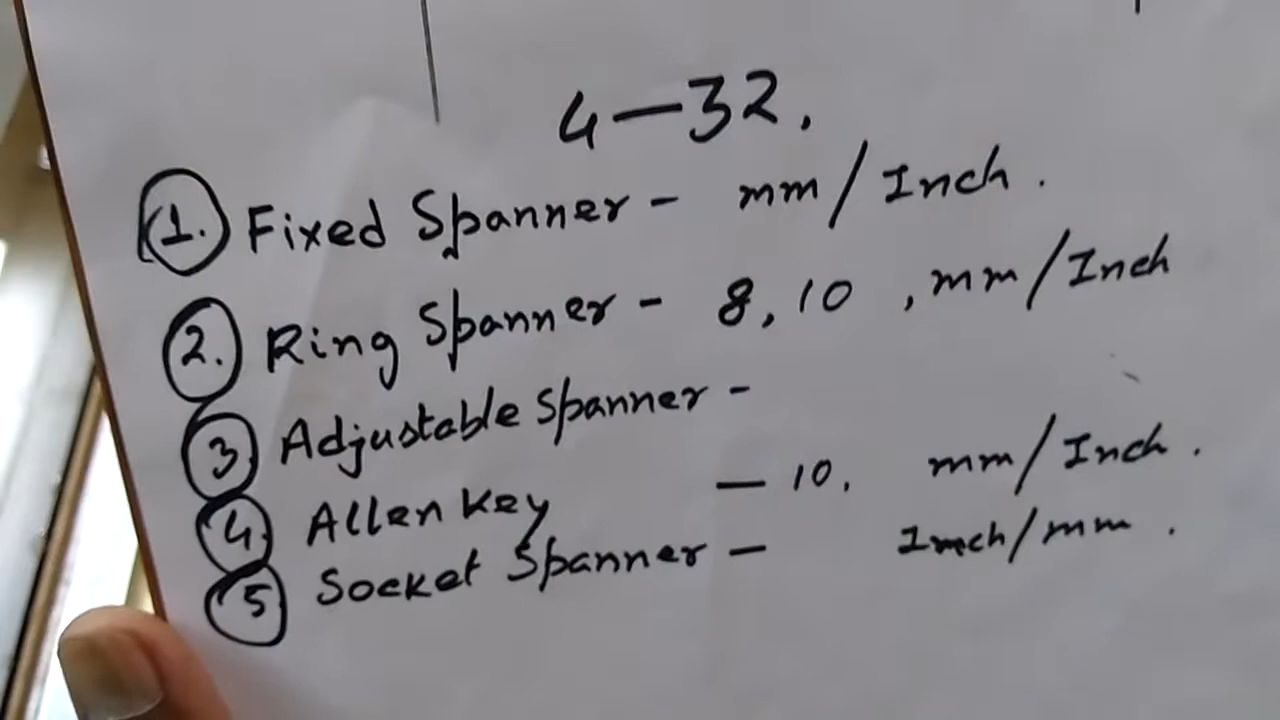 4-32.
1. Fixed Spanner - mm/Inch.
2. Ring Spanner - 8, 10 , mm/Inch
3 Adjustable Spanner -
4. Allen Key - 10. mm/Inch.
5 Socket Spanner - Inch/mm.